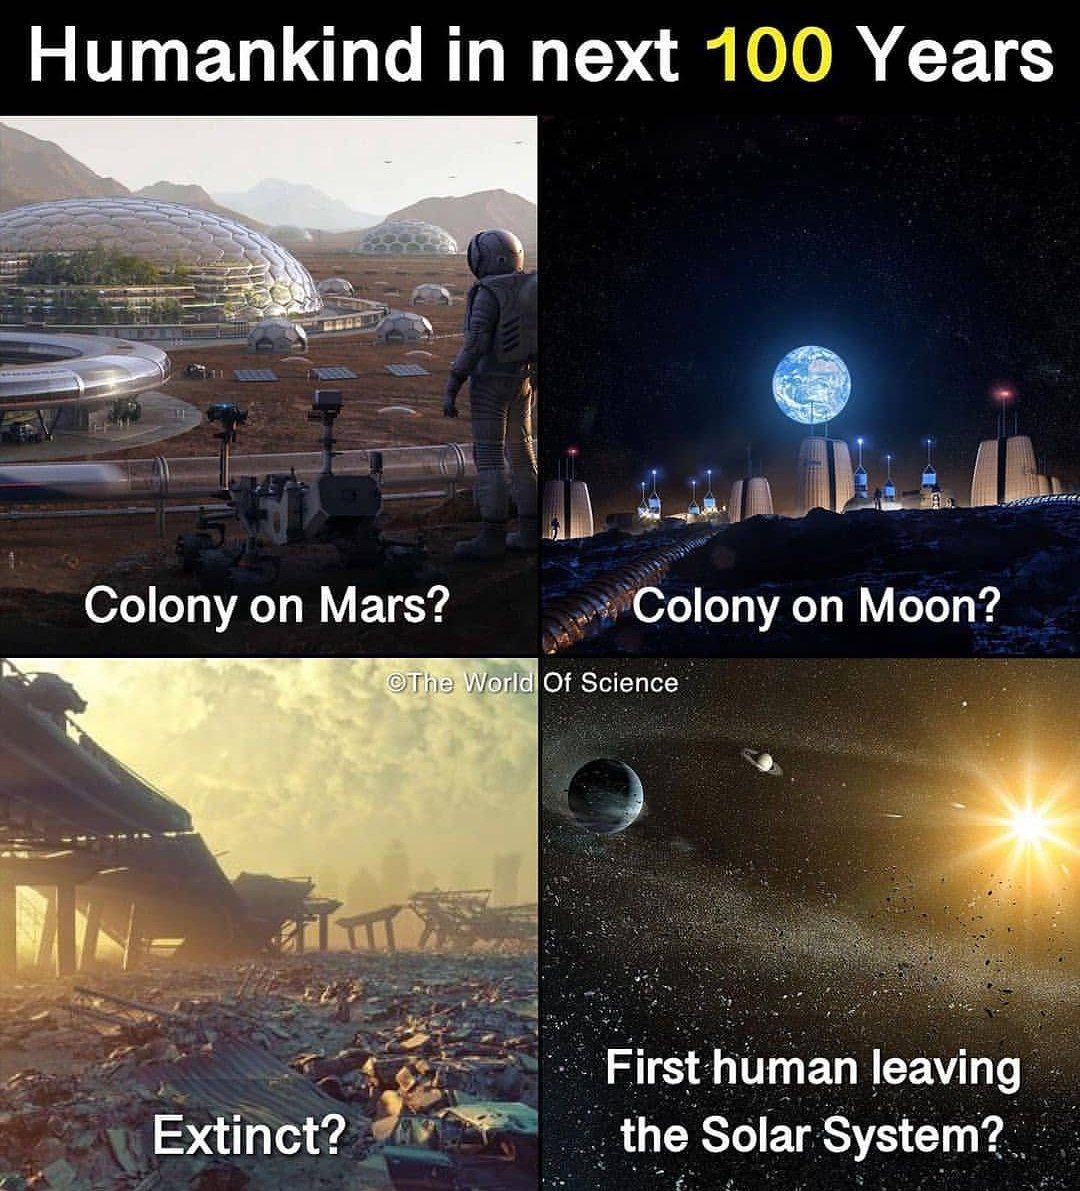 Humankind in next 100 Years
Colony on Mars?
Colony on Moon?
©The World Of Science
Extinct?
First human leaving
the Solar System?